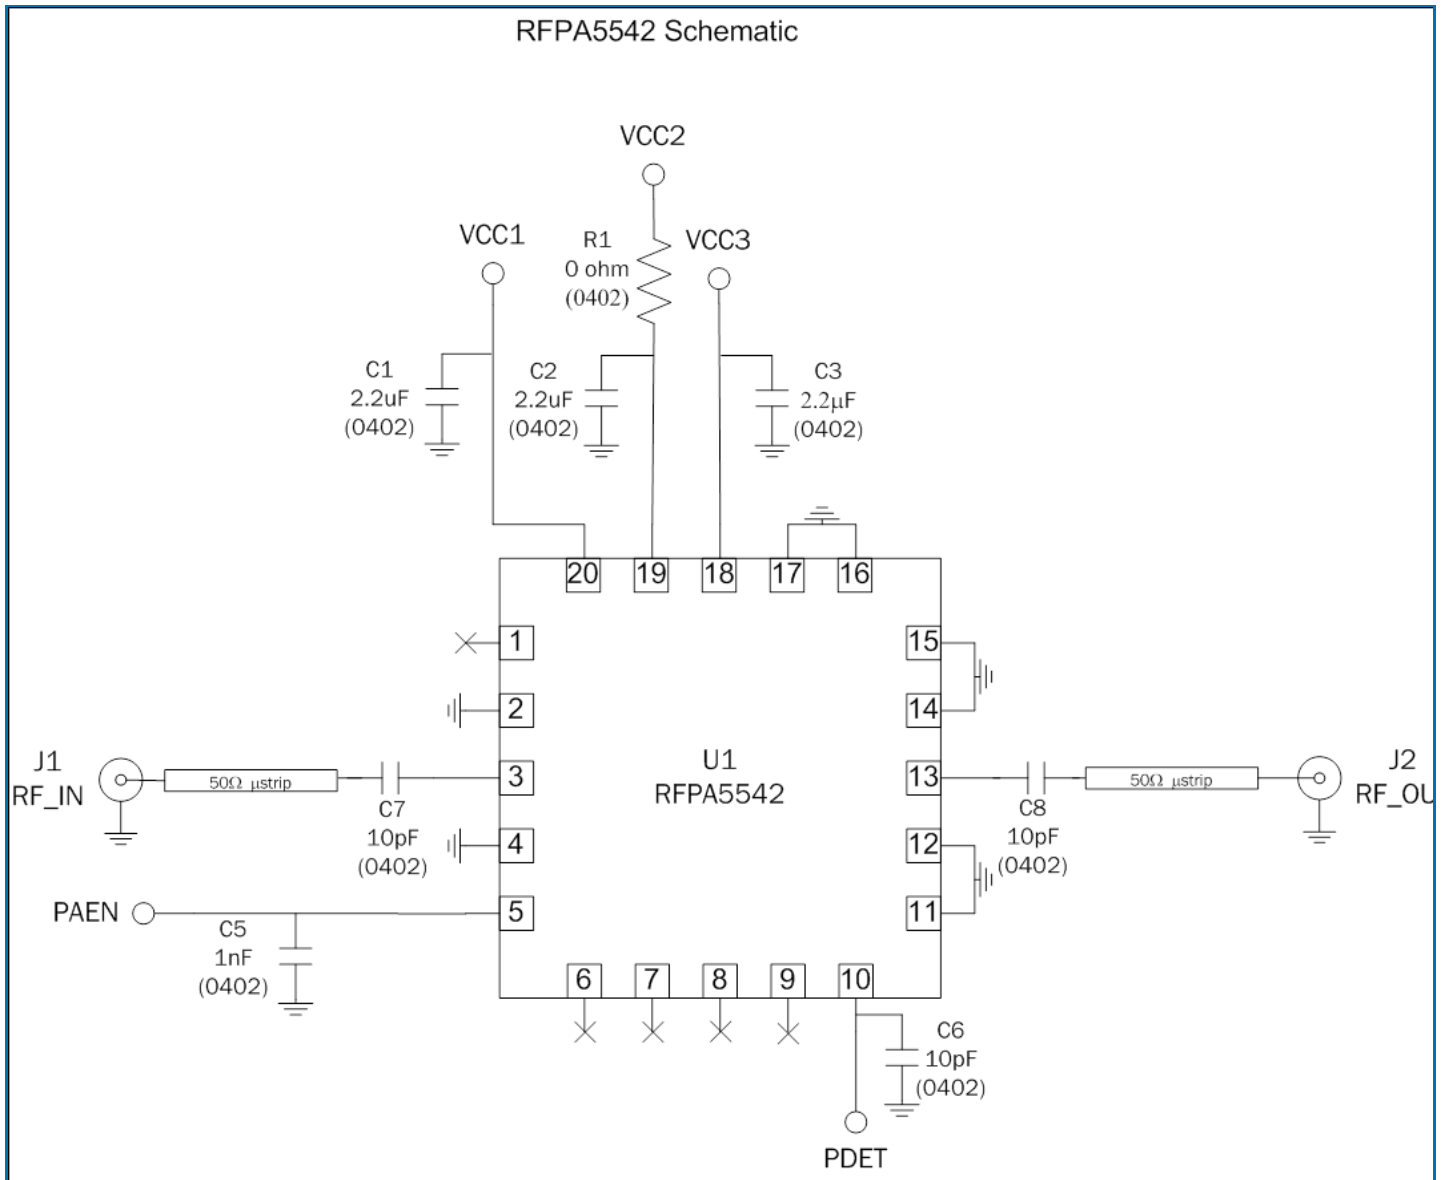 RFPA5542 Schematic
VCC2
VCC1
R1
0 ohm
(0402)
VCC3
C1
2.2uF
(0402)
C2
2.2uF
(0402)
C3
2.2µF
(0402)
20 19 18 17 16
1
2
3
4
5
15
14
13
12
11
U1
RFPA5542
J1
RF_IN
50Ω µstrip
C7
10pF
(0402)
C8
10pF
(0402)
50Ω µstrip
J2
RF_OU
PAEN
C5
1nF
(0402)
6 7 8 9 10
C6
10pF
(0402)
PDET